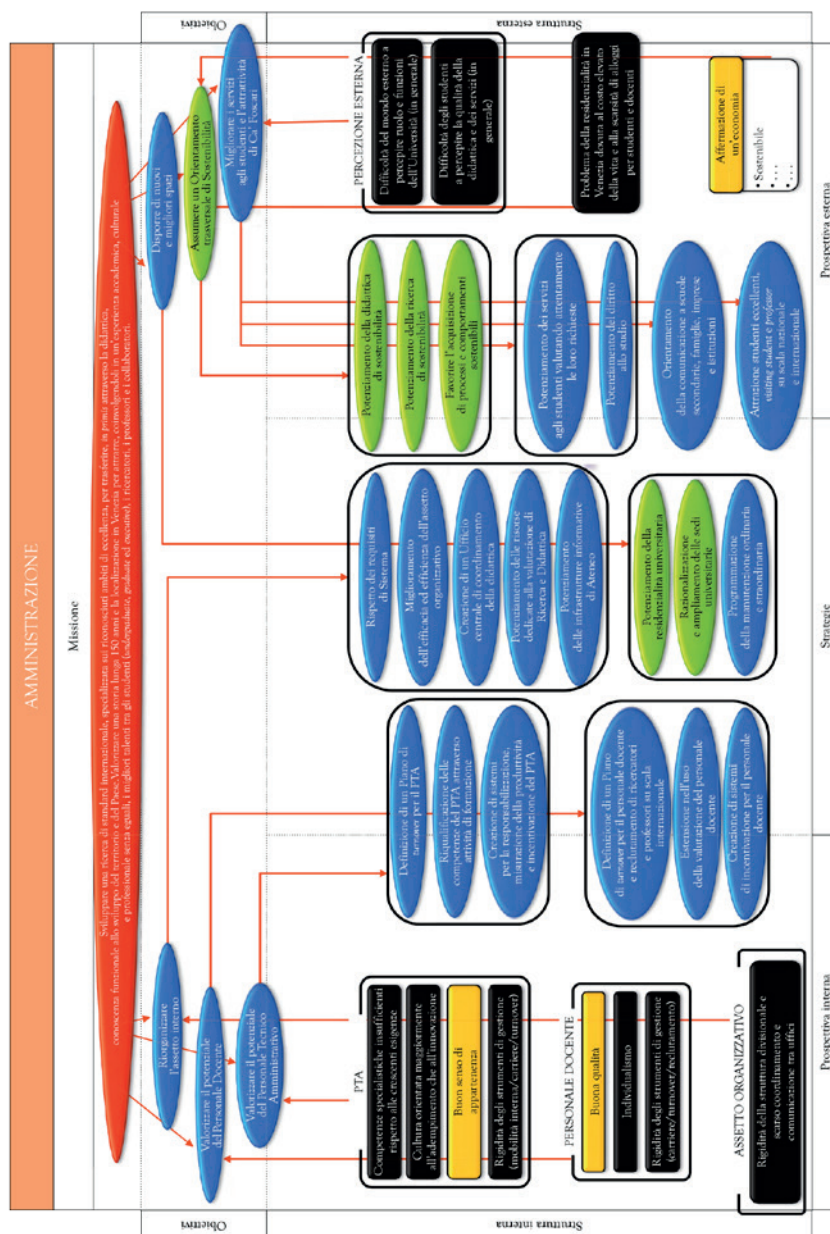 AMMINISTRAZIONE
Missione
Sviluppare una ricerca di standard internazionale, specializzata sui riconosciuti ambiti di eccellenza, per trasferire, in primis attraverso la didattica,
conoscenza funzionale allo sviluppo del territorio e del Paese. Valorizzare una storia lunga 150 anni e la localizzazione in Venezia per attrarre, coinvolgendoli in un'esperienza accademica, culturale
e professionale senza eguali, i migliori talenti tra gli studenti (undergraduate, graduate ed executive), i ricercatori, i professori e i collaboratori.
Obiettivi
Riorganizzare
l'assetto interno
Valorizzare il potenziale
del Personale Docente
Valorizzare il potenziale
del Personale Tecnico
Amministrativo
Disporre di nuovi
e migliori spazi
Assumere un Orientamento
trasversale di Sostenibilità
Migliorare i servizi
agli studenti e l'attrattività
di Ca' Foscari
Obiettivi
Struttura interna
PTA
Competenze specialistiche insufficienti
rispetto alle crescenti esigenze
Cultura orientata maggiormente
all'adempimento che all'innovazione
Buon senso di
appartenenza
Rigidità degli strumenti di gestione
(mobilità interna/carriere/turnover)
PERSONALE DOCENTE
Buona qualità
Individualismo
Rigidità degli strumenti di gestione
(carriere/turnover/reclutamento)
ASSETTO ORGANIZZATIVO
Rigidità della struttura divisionale e
scarso coordinamento e
comunicazione tra uffici
Definizione di un Piano di
turnover per il PTA
Riqualificazione delle
competenze del PTA attraverso
attività di formazione
Creazione di sistemi
per la responsabilizzazione,
misurazione della produttività
e incentivazione del PTA
Definizione di un Piano
di turnover per il personale docente
e reclutamento di ricercatori
e professori su scala
internazionale
Estensione nell'uso
della valutazione del personale
docente
Creazione di sistemi
di incentivazione per il personale
docente
Rispetto dei requisiti
di Sistema
Miglioramento
dell'efficacia ed efficienza dell'assetto
organizzativo
Creazione di un Ufficio
centrale di coordinamento
della didattica
Potenziamento delle risorse
dedicate alla valutazione di
Ricerca e Didattica
Potenziamento
delle infrastrutture informative
di Ateneo
Potenziamento della
residenzialità universitaria
Razionalizzazione
e ampliamento delle sedi
universitarie
Programmazione
della manutenzione ordinaria
e straordinaria
Potenziamento della didattica
di sostenibilità
Potenziamento della ricerca
di sostenibilità
Favorire l'acquisizione
di processi e comportamenti
sostenibili
Potenziamento dei servizi
agli studenti valutando attentamente
le loro richieste
Potenziamento del diritto
allo studio
Orientamento
della comunicazione a scuole
secondarie, famiglie, imprese
e istituzioni
Attrazione studenti eccellenti,
visiting student e professor
su scala nazionale
e internazionale
PERCEZIONE ESTERNA
Difficoltà del mondo esterno a
percepire ruolo e funzioni
dell'Università (in generale)
Difficoltà degli studenti
a percepire la qualità della
didattica e dei servizi (in
generale)
Problema della residenzialità in
Venezia dovuta al costo elevato
della vita e alla scarsità di alloggi
per studenti e docenti
Affermazione di
un'economia
• Sostenibile
• . . .
• . . .
Struttura esterna
Prospettiva interna
Strategie
Prospettiva esterna